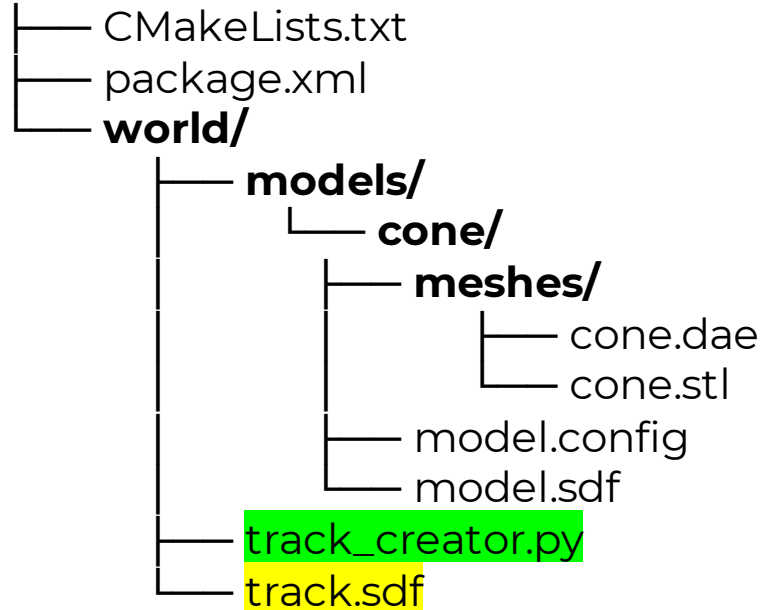 CMakeLists.txt
package.xml
world/
models/
cone/
meshes/
cone.dae
cone.stl
model.config
model.sdf
track_creator.py
track.sdf